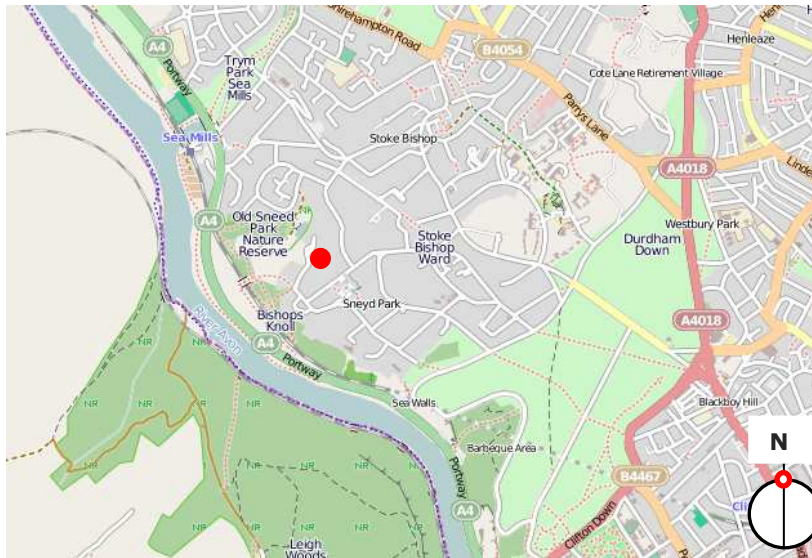 A4
Portway
Trym
Park
Sea
Mills
B4054
Henleaze
Cote Lane Retirement Village
Parrys Lane
Stoke Bishop
Sea Mills
A4018
A4
Old Sneed
Park
Nature
Reserve
Stoke
Bishop
Ward
Westbury Park
Durdham
Down
Sneyd Park
Bishops
Knoll
River Avon
A4
Portway
A4018
NR
NR
NR
NR
NR
NR
NR
NR
Sea Walls
Blackboy Hill
Barbeque Area
N
Portway
B4467
A4
Clifton Down
Leigh
Woods